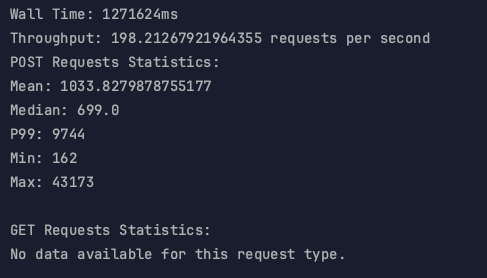 Wall Time: 1271624ms
Throughput: 198.21267921964355 requests per second
POST Requests Statistics:
Mean: 1033.8279878755177
Median: 699.0
P99: 9744
Min: 162
Max: 43173
GET Requests Statistics:
No data available for this request type.